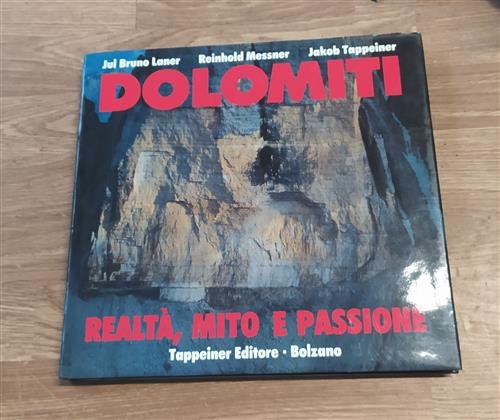 Jul Bruno Laner Reinhold Messner Jakob Tappeiner
DOLOMITI
REALTÀ, MITO E PASSIONE
Tappeiner Editore · Bolzano